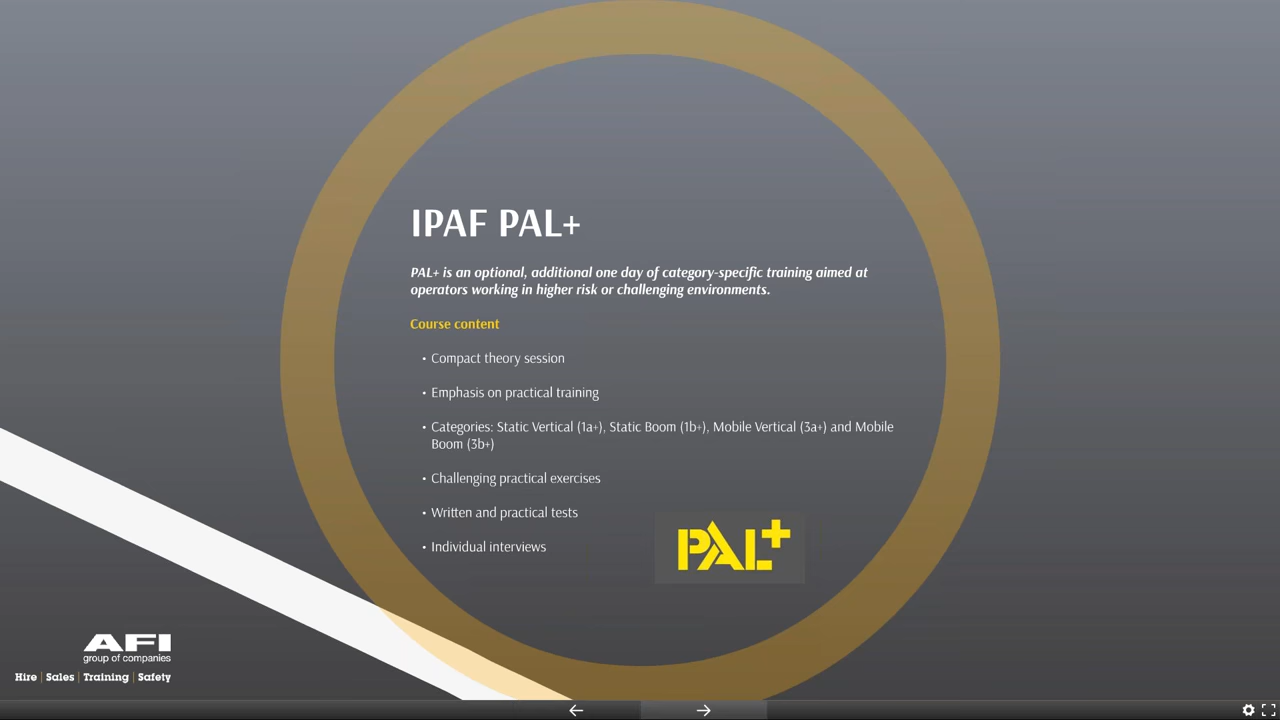 IPAF PAL+
PAL+ is an optional, additional one day of category-specific training aimed at
operators working in higher risk or challenging environments.
Course content
• Compact theory session
• Emphasis on practical training
• Categories: Static Vertical (1a+), Static Boom (1b+), Mobile Vertical (3a+) and Mobile
Boom (3b+)
• Challenging practical exercises
• Written and practical tests
• Individual interviews
PAL+
AFI
group of companies
Hire | Sales | Training | Safety